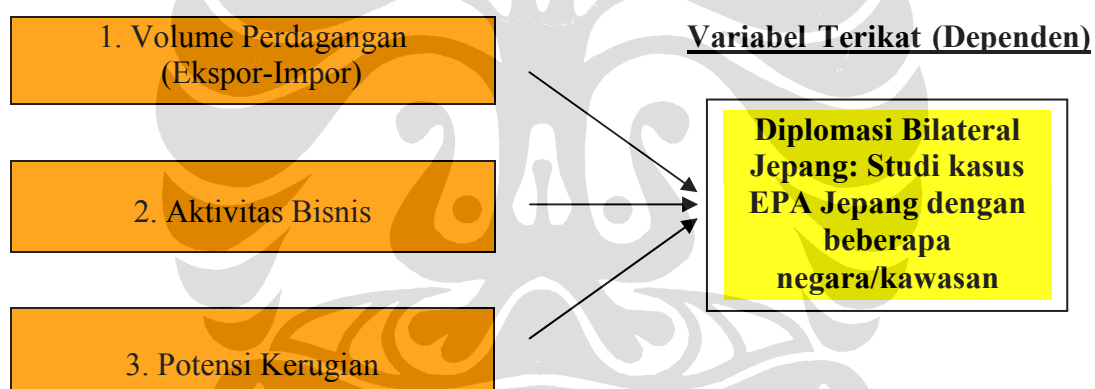 1. Volume Perdagangan
(Ekspor-Impor)
Variabel Terikat (Dependen)
Diplomasi Bilateral
Jepang: Studi kasus
EPA Jepang dengan
beberapa
negara/kawasan
2. Aktivitas Bisnis
3. Potensi Kerugian